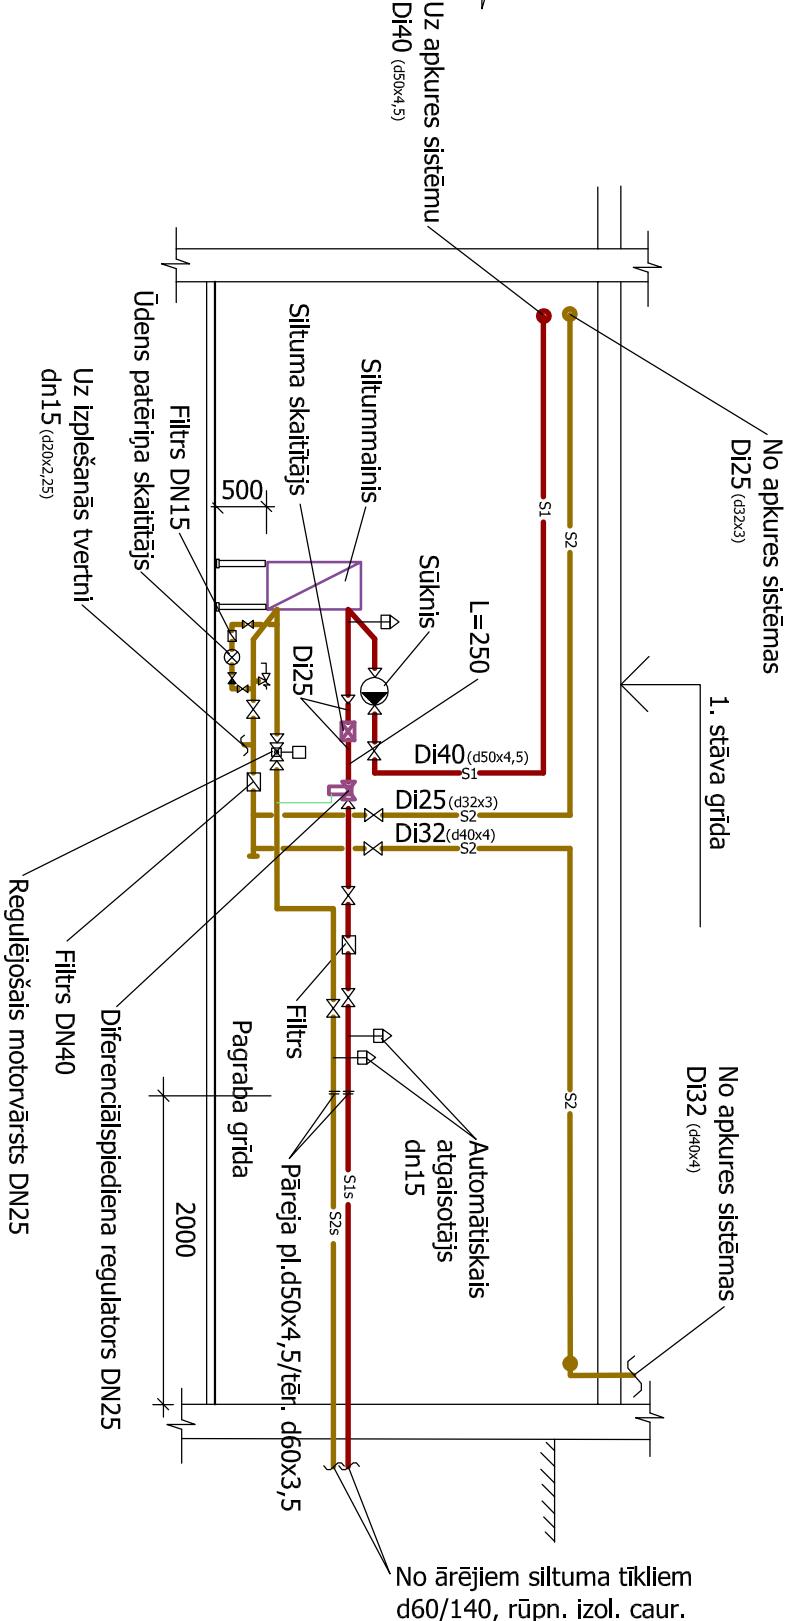 Uz apkures sistēmu
Di40 (d50x4,5)
No apkures sistēmas
Di25 (d32x3)
1. stāva grīda
No apkures sistēmas
Di32 (d40x4)
S1
S2
S2
Siltummainis
Siltuma skaitītājs
Sūknis
L=250
Di25
500
Filtrs DN15
Ūdens patēriņa skaitītājs
Uz izplešanās tvertni
dn15 (d20x2,25)
Di40 (d50x4,5)
S1
Di25 (d32x3)
S2
Di32 (d40x4)
S2
Filtrs
Automātiskais
atgaisotājs
dn15
S1s
S2s
Pāreja pl.d50x4,5/tēr. d60x3,5
Pagraba grīda
2000
Diferenciālspiediena regulators DN25
Filtrs DN40
Regulējošais motorvārsts DN25
No ārējiem siltuma tīkliem
d60/140, rūpn. izol. caur.